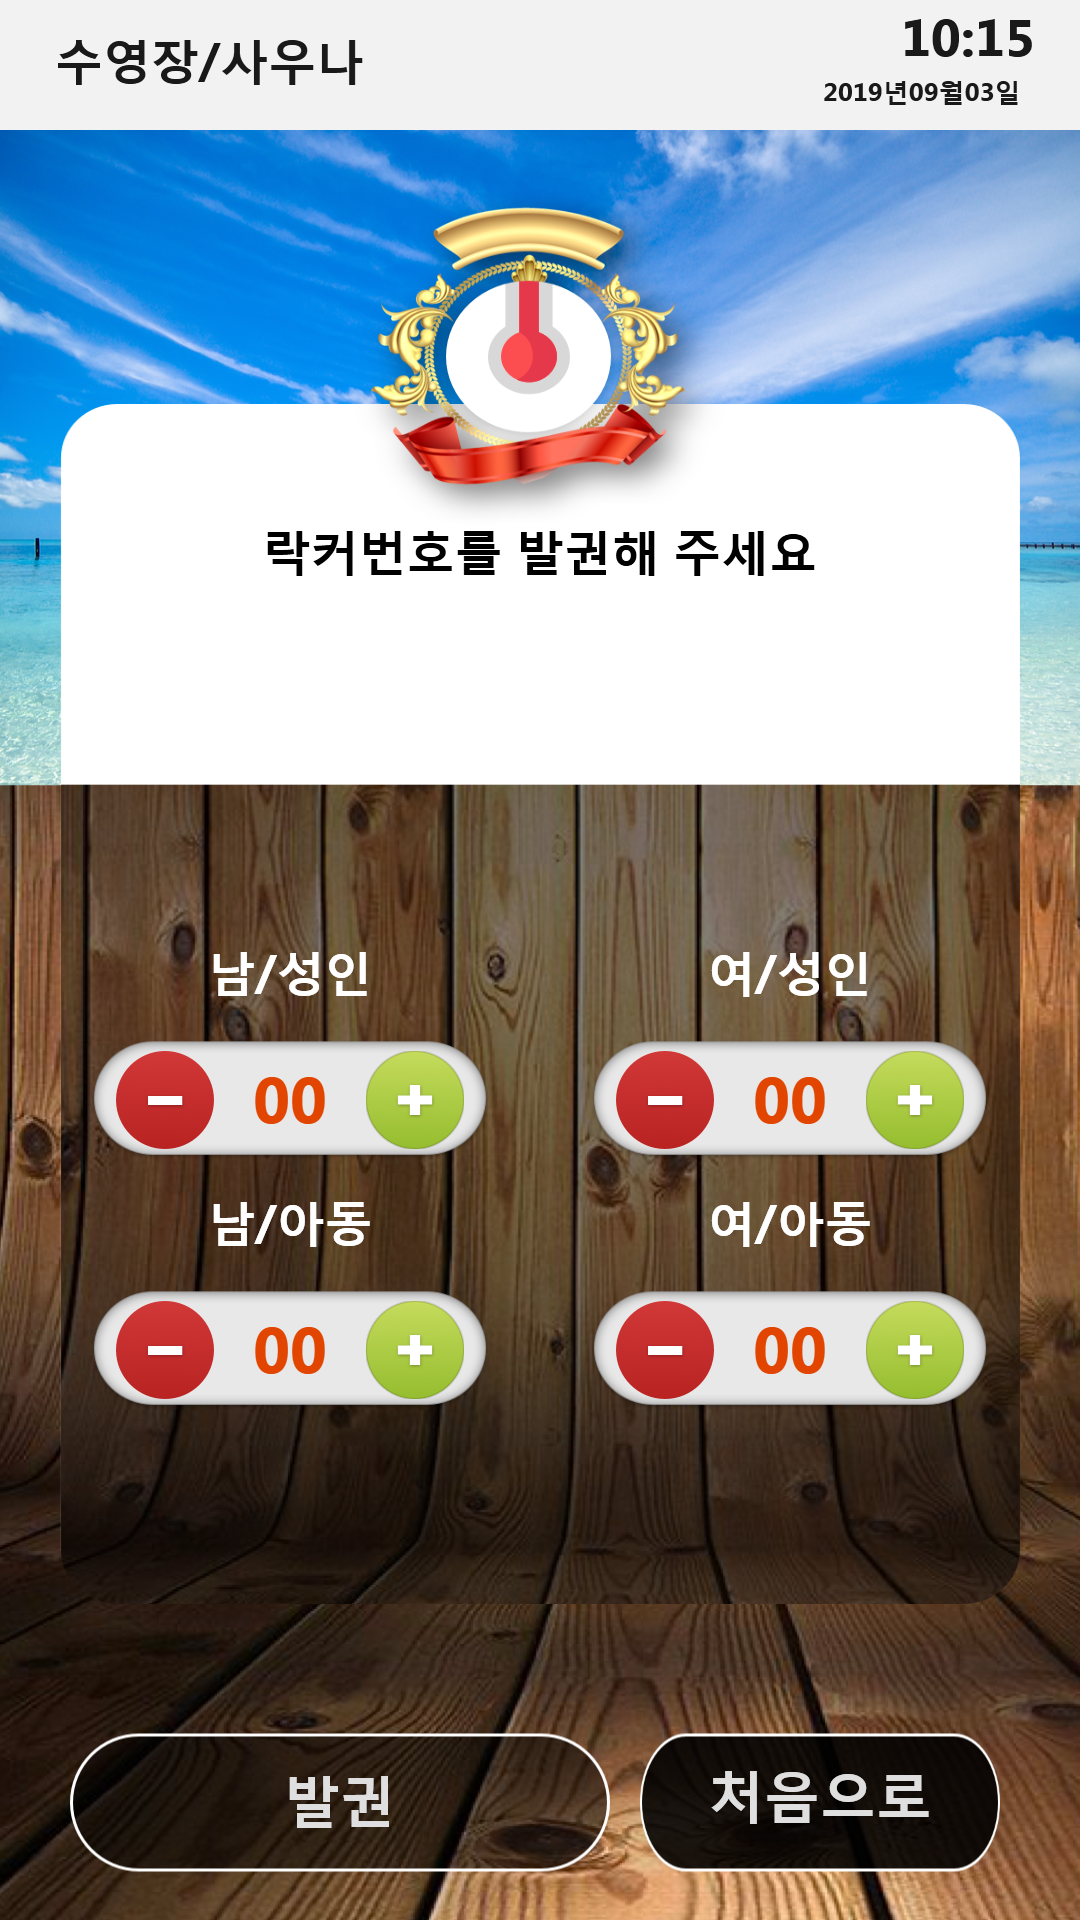 수영장/사우나
10:15
2019년09월03일
락커번호를 발권해 주세요
남/성인 여/성인
00 00
남/아동 여/아동
00 00
발권 처음으로